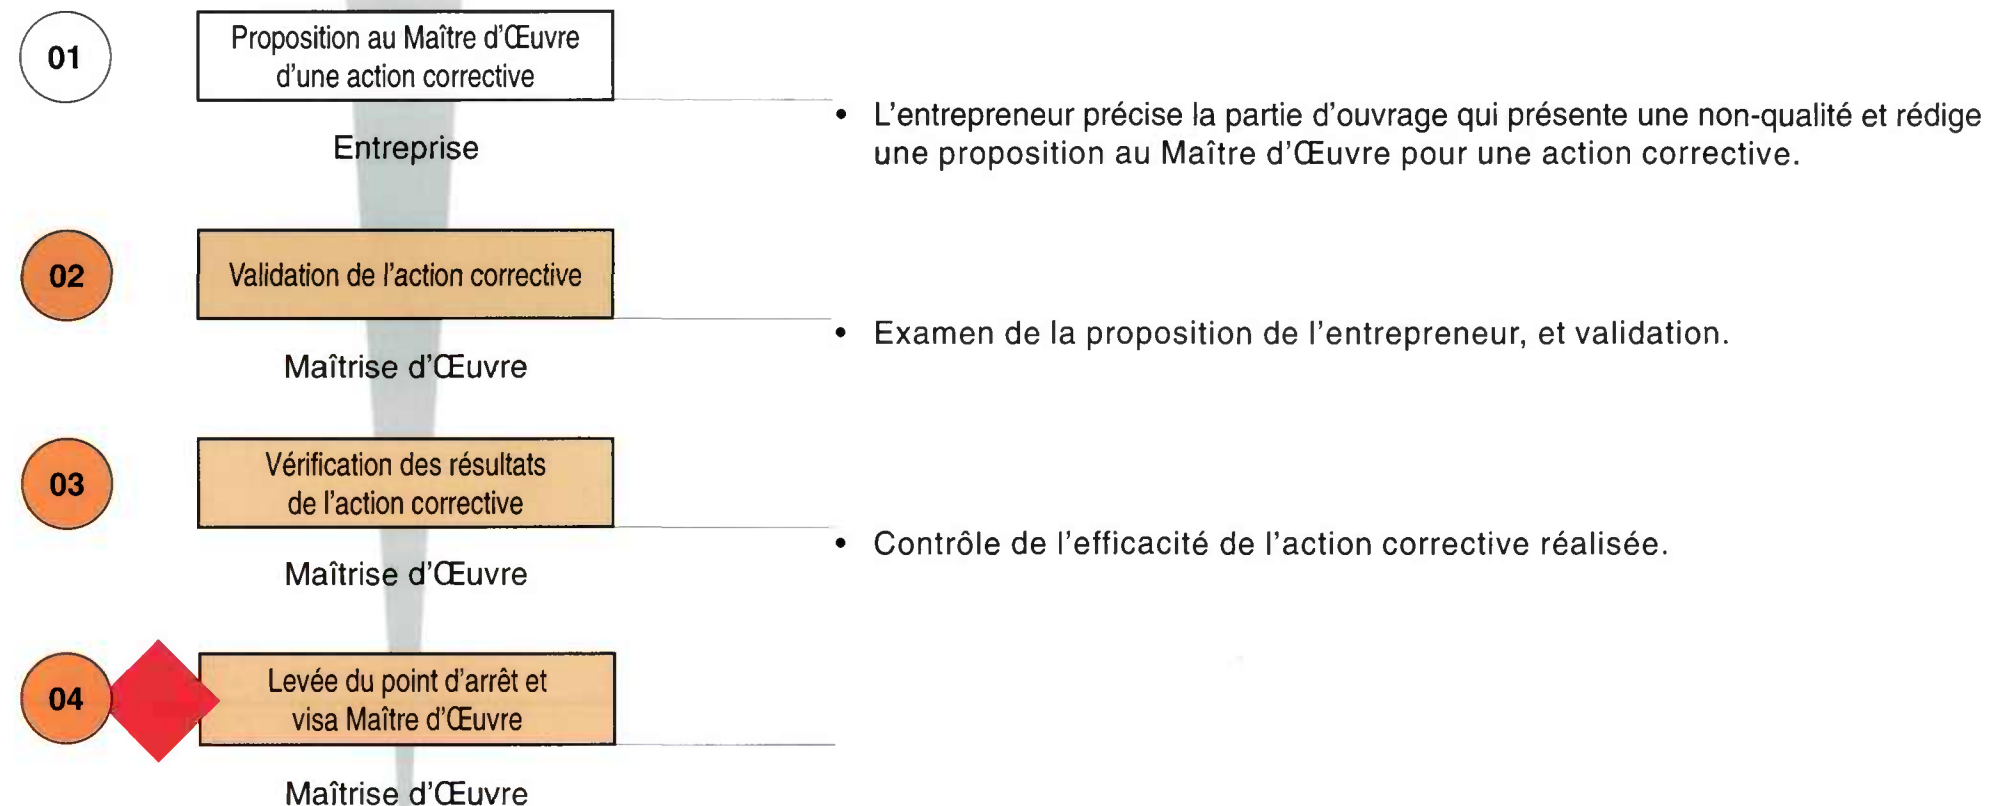 01
Proposition au Maître d'Œuvre
d'une action corrective
Entreprise
• L'entrepreneur précise la partie d'ouvrage qui présente une non-qualité et rédige
une proposition au Maître d'Œuvre pour une action corrective.
02
Validation de l'action corrective
Maîtrise d'Œuvre
• Examen de la proposition de l'entrepreneur, et validation.
03
Vérification des résultats
de l'action corrective
Maîtrise d'Œuvre
• Contrôle de l'efficacité de l'action corrective réalisée.
04
Levée du point d'arrêt et
visa Maître d'Œuvre
Maîtrise d'Œuvre